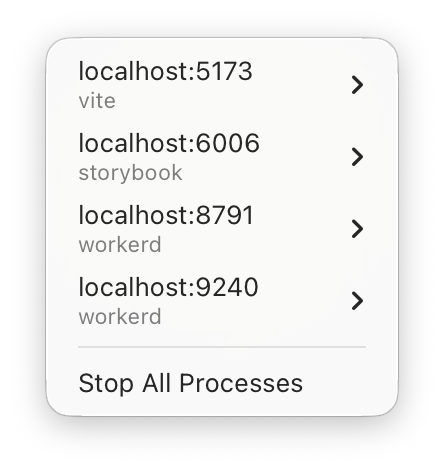 localhost:5173
vite
localhost:6006
storybook
localhost:8791
workerd
localhost:9240
workerd
Stop All Processes